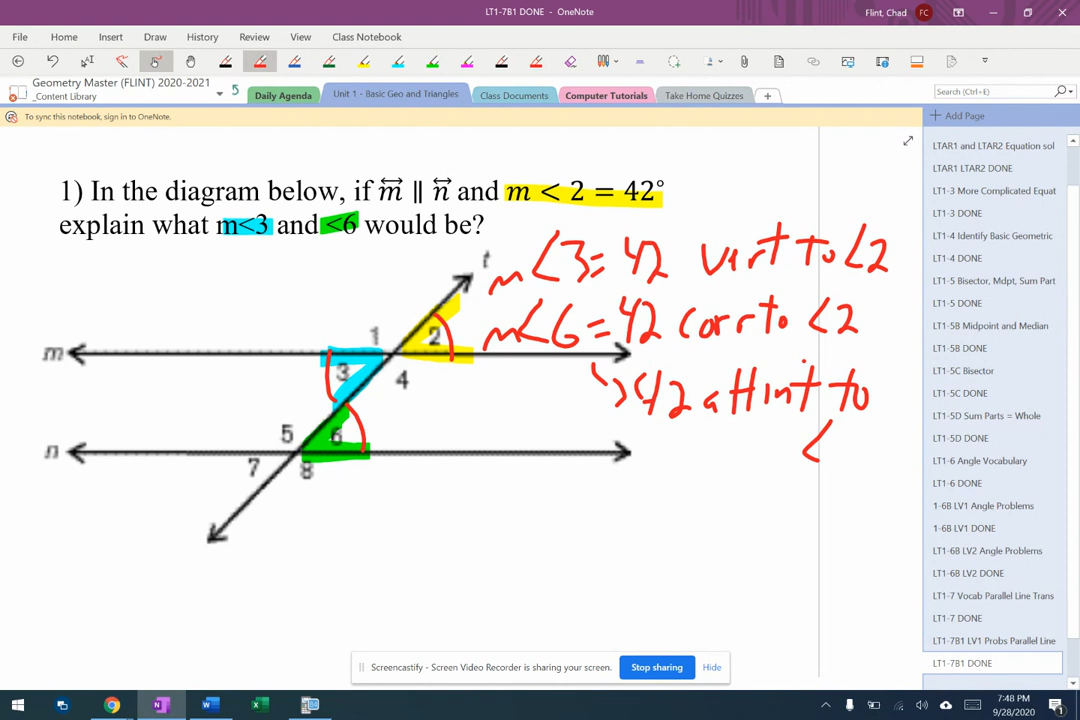 LT1-7B1 DONE - OneNote
Flint, Chad FC
File Home Insert Draw History Review View Class Notebook
Geometry Master (FLINT) 2020-2021
_Content Library
Daily Agenda Unit 1 - Basic Geo and Triangles Class Documents Computer Tutorials Take Home Quizzes +
Search (Ctrl+E)
To sync this notebook, sign in to OneNote.
Add Page
LTAR1 and LTAR2 Equation sol
LTAR1 LTAR2 DONE
LT1-3 More Complicated Equat
LT1-3 DONE
LT1-4 Identify Basic Geometric
LT1-4 DONE
LT1-5 Bisector, Mdpt, Sum Part
LT1-5 DONE
LT1-5B Midpoint and Median
LT1-5B DONE
LT1-5C Bisector
LT1-5C DONE
LT1-5D Sum Parts = Whole
LT1-5D DONE
LT1-6 Angle Vocabulary
LT1-6 DONE
1-6B LV1 Angle Problems
1-6B LV1 DONE
LT1-6B LV2 Angle Problems
LT1-6B LV2 DONE
LT1-7 Vocab Parallel Line Trans
LT1-7 DONE
LT1-7B1 LV1 Probs Parallel Line
LT1-7B1 DONE
1) In the diagram below, if m ∥ n and m < 2 = 42°
explain what m<3 and <6 would be?
m<3=42 vert to <2
m<6=42 corr to <2
↳42 alt int to
<
t
1
2
m
3
4
5
6
n
7
8
Screencastify - Screen Video Recorder is sharing your screen. Stop sharing Hide
7:48 PM
9/28/2020